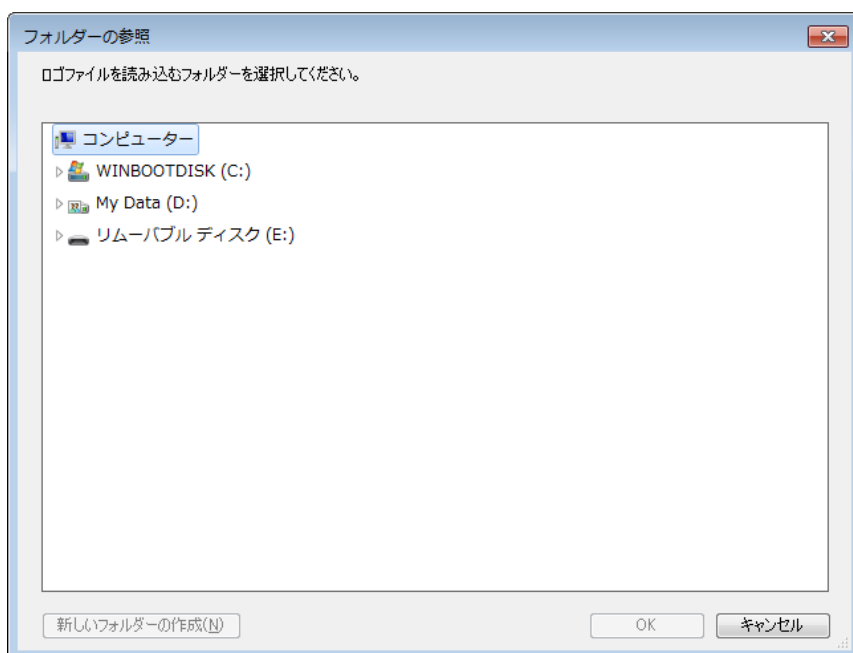 フォルダーの参照
ロゴファイルを読み込むフォルダーを選択してください。
コンピューター
WINBOOTDISK (C:)
My Data (D:)
リムーバブル ディスク (E:)
新しいフォルダーの作成(N) OK キャンセル